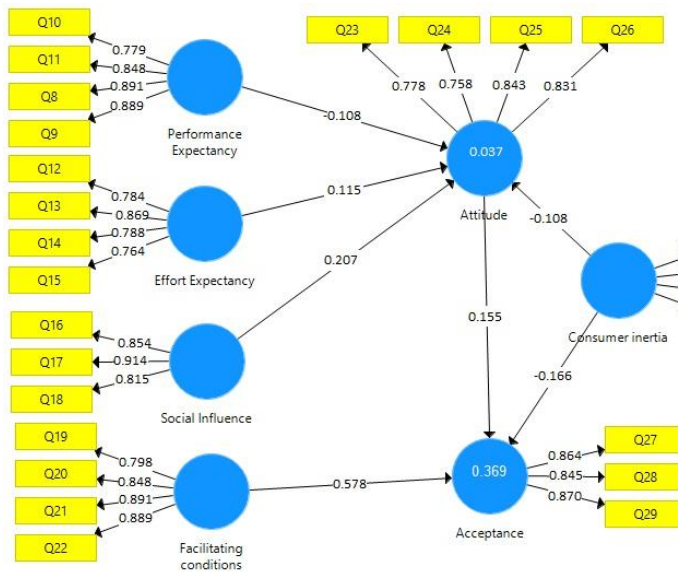 Q10
Q11
Q8
Q9
0.779
0.848
0.891
0.889
Performance
Expectancy
Q12
Q13
Q14
Q15
0.784
0.869
0.788
0.764
Effort Expectancy
Q16
Q17
Q18
0.854
0.914
0.815
Social Influence
Q19
Q20
Q21
Q22
0.798
0.848
0.891
0.889
Facilitating
conditions
Q23
Q24
Q25
Q26
0.778
0.758
0.843
0.831
0.037
Attitude
-0.108
0.115
0.207
-0.108
0.155
Consumer inertia
-0.166
0.578
0.369
Acceptance
0.864
0.845
0.870
Q27
Q28
Q29